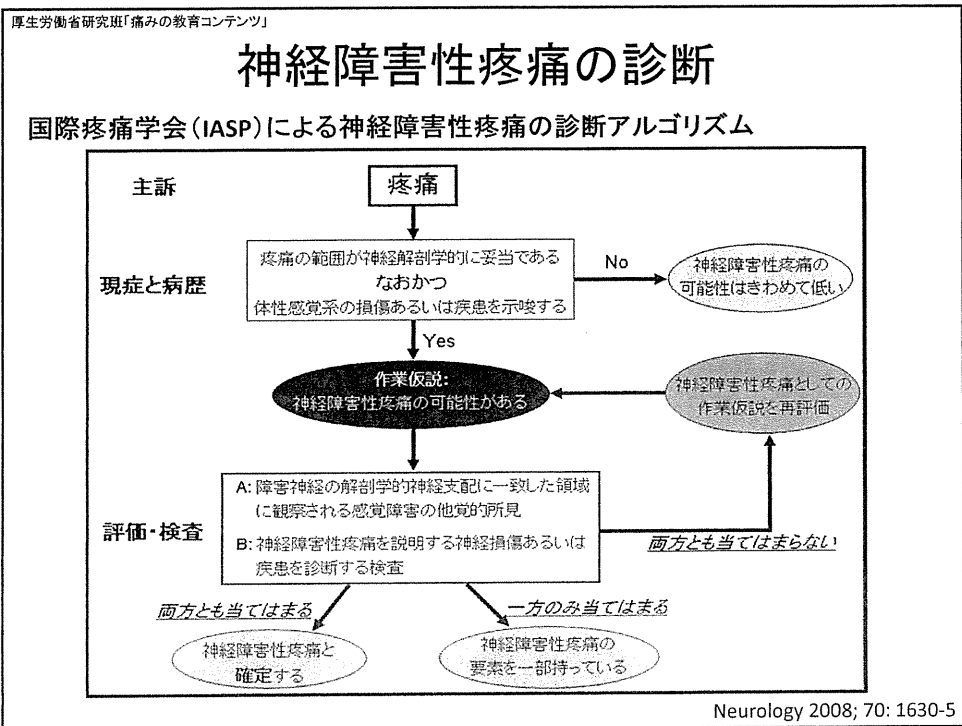 厚生労働省研究班「痛みの教育コンテンツ」
神経障害性疼痛の診断
国際疼痛学会(IASP)による神経障害性疼痛の診断アルゴリズム
主訴
疼痛
現症と病歴
疼痛の範囲が神経解剖学的に妥当である
なおかつ
体性感覚系の損傷あるいは疾患を示唆する
No
神経障害性疼痛の
可能性はきわめて低い
Yes
作業仮説:
神経障害性疼痛の可能性がある
神経障害性疼痛としての
作業仮説を再評価
評価・検査
A: 障害神経の解剖学的神経支配に一致した領域
に観察される感覚障害の他覚的所見
B: 神経障害性疼痛を説明する神経損傷あるいは
疾患を診断する検査
両方とも当てはまらない
両方とも当てはまる
一方のみ当てはまる
神経障害性疼痛と
確定する
神経障害性疼痛の
要素を一部持っている
Neurology 2008; 70: 1630-5